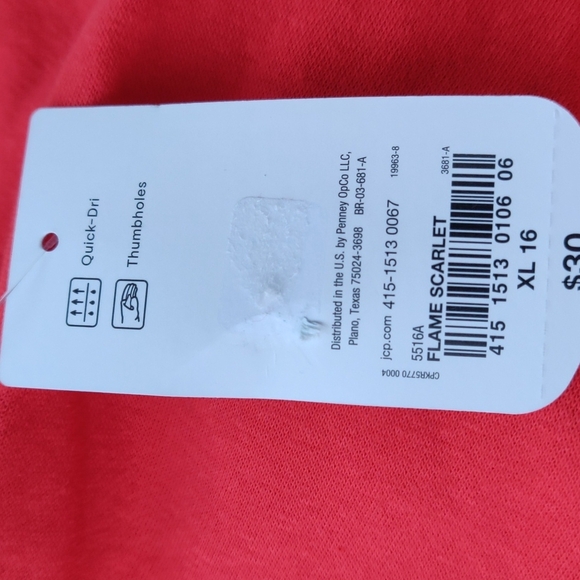 Quick-Dri
Thumbholes
Distributed in the U.S. by Penney OpCo LLC,
Plano, Texas 75024-3698 BR-03-681-A
jcp.com 415-1513 0067 19963-8
5516A 3681-A
FLAME SCARLET
CPKR5770 0004
415 1513 0106 06
XL 16
$30